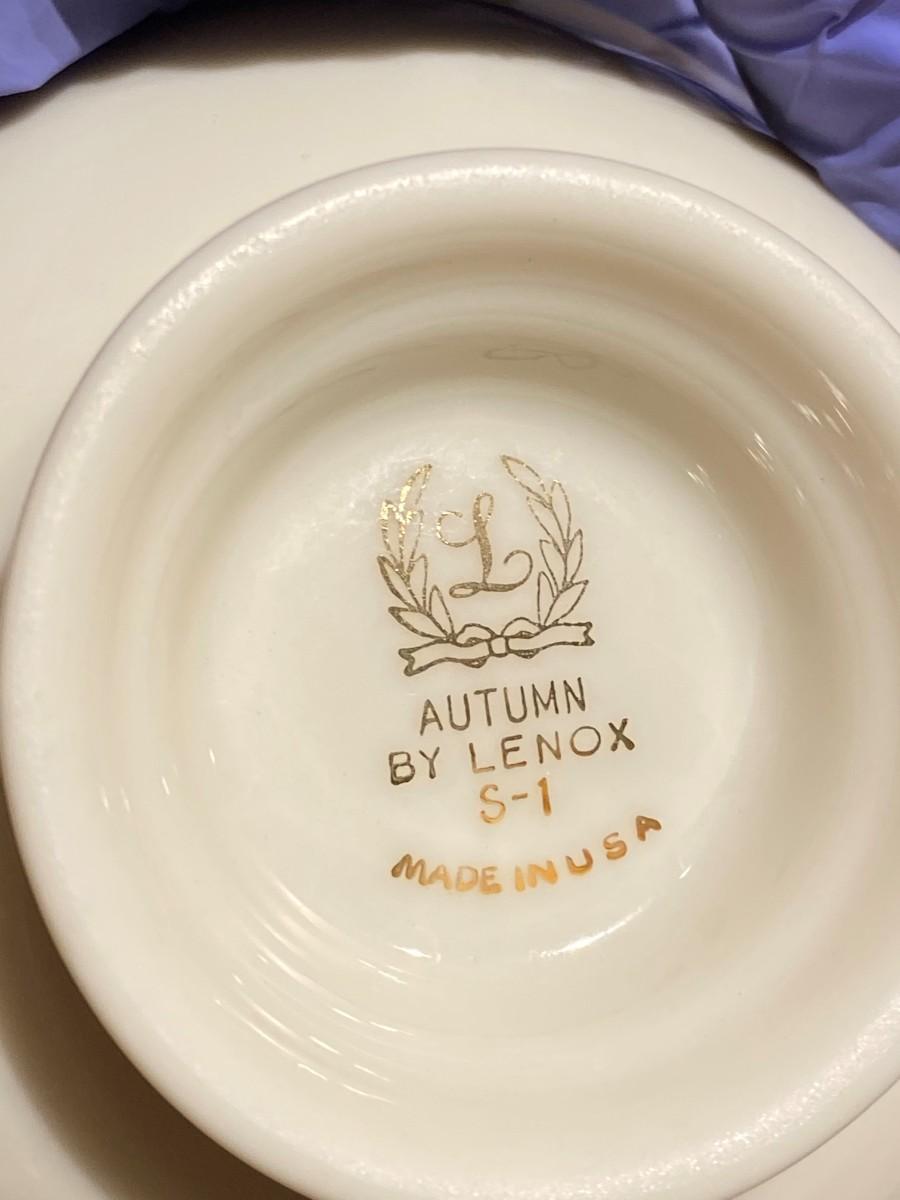 L
AUTUMN
BY LENOX
S-1
MADE IN USA